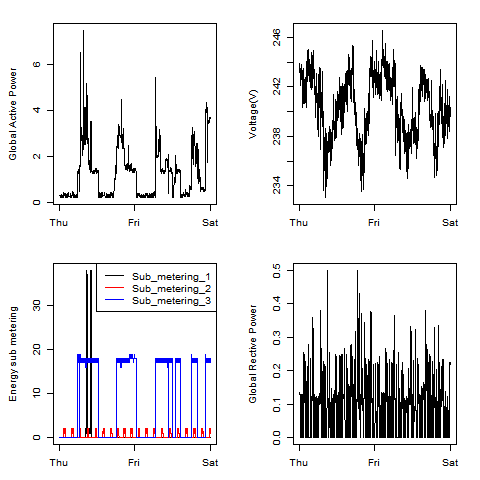 Global Active Power
6
4
2
0
Thu
Fri
Sat
Voltage(V)
246
242
238
234
Thu
Fri
Sat
Energy sub metering
30
20
10
0
Sub_metering_1
Sub_metering_2
Sub_metering_3
Thu
Fri
Sat
Global Rective Power
0.5
0.4
0.3
0.2
0.1
0.0
Thu
Fri
Sat